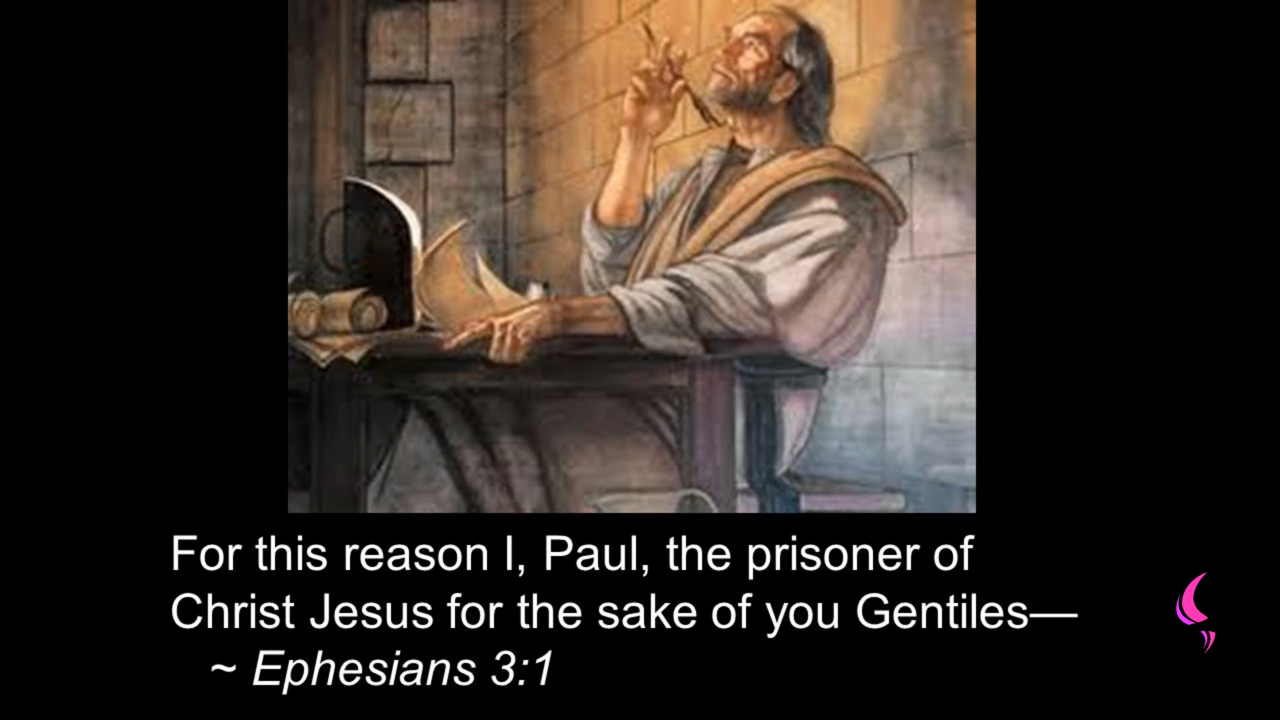 For this reason I, Paul, the prisoner of
Christ Jesus for the sake of you Gentiles—
~ Ephesians 3:1